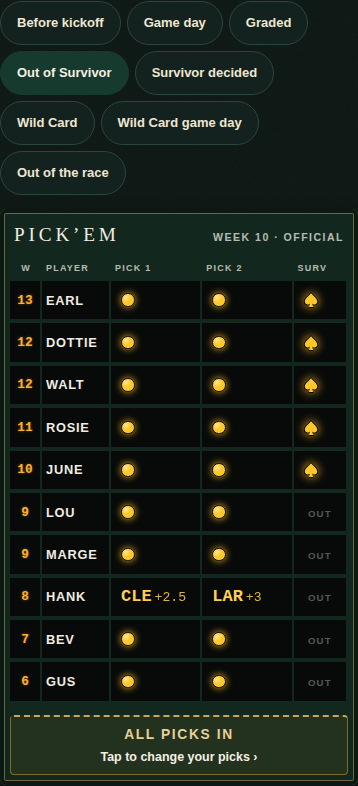 Before kickoff Game day Graded
Out of Survivor Survivor decided
Wild Card Wild Card game day
Out of the race
PICK’EM WEEK 10 · OFFICIAL
W PLAYER PICK 1 PICK 2 SURV
13 EARL
12 DOTTIE
12 WALT
11 ROSIE
10 JUNE
9 LOU OUT
9 MARGE OUT
8 HANK CLE +2.5 LAR +3 OUT
7 BEV OUT
6 GUS OUT
ALL PICKS IN
Tap to change your picks ›